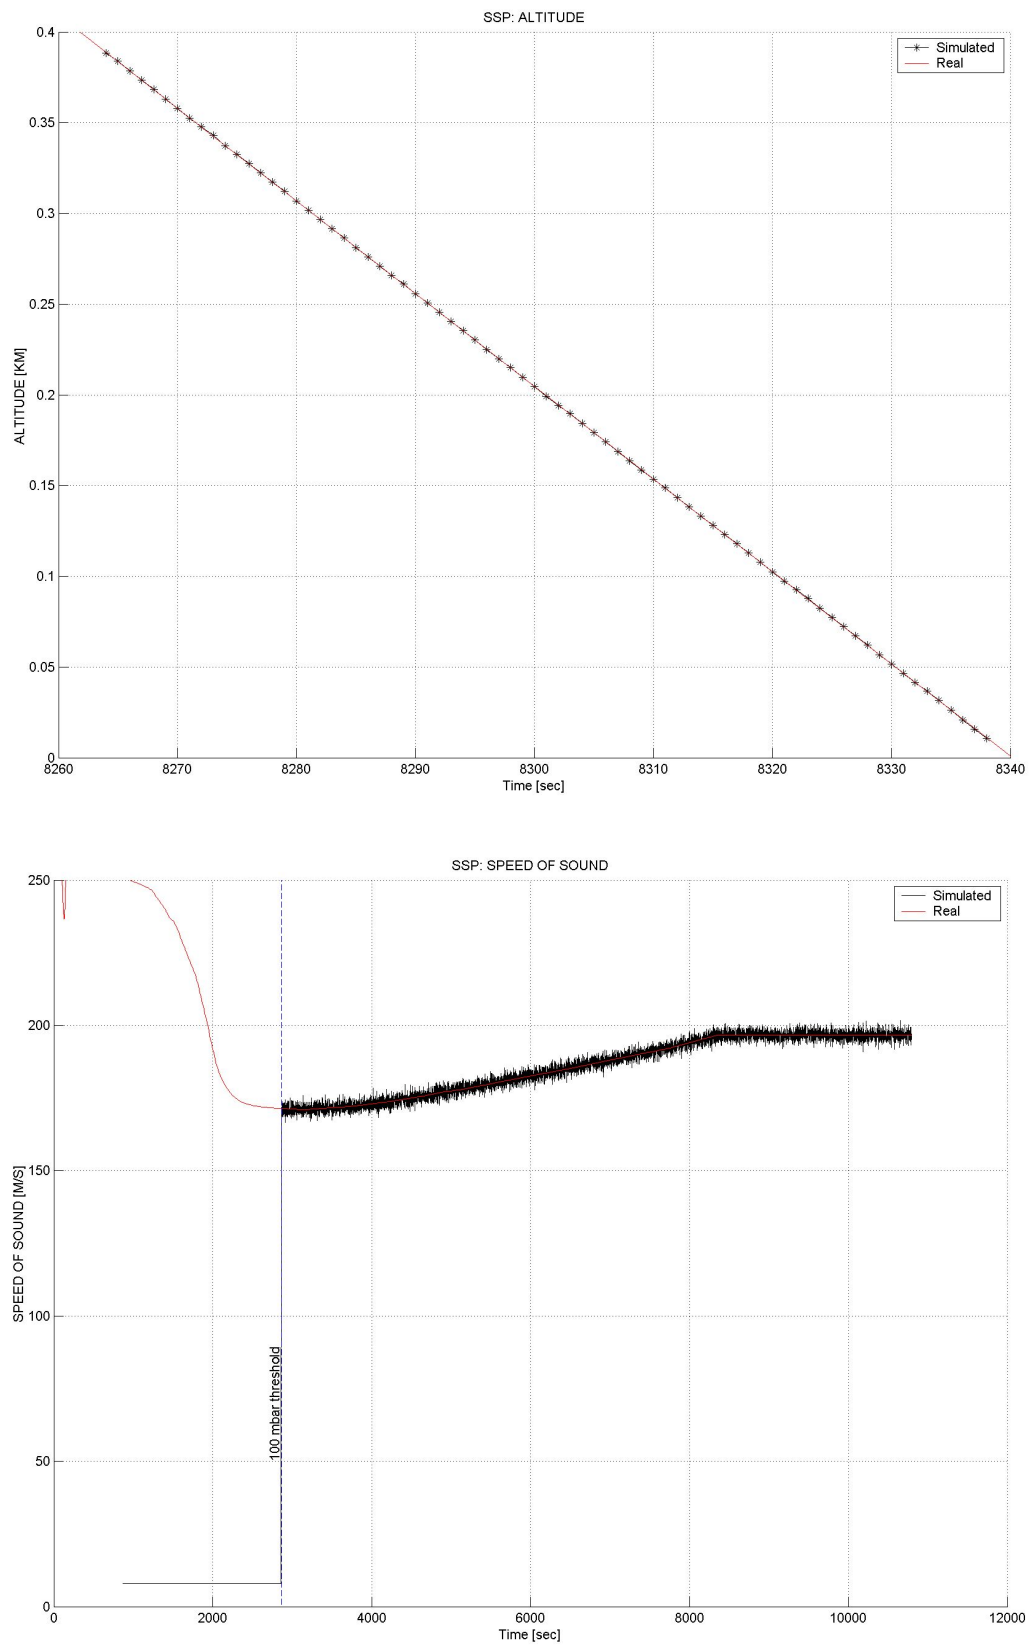 SSP: ALTITUDE
Simulated
Real
0.4
0.35
0.3
0.25
0.2
0.15
0.1
0.05
0
ALTITUDE [KM]
8260 8270 8280 8290 8300 8310 8320 8330 8340
Time [sec]
SSP: SPEED OF SOUND
Simulated
Real
250
200
150
100
50
0
SPEED OF SOUND [M/S]
100 mbar threshold
0 2000 4000 6000 8000 10000 12000
Time [sec]